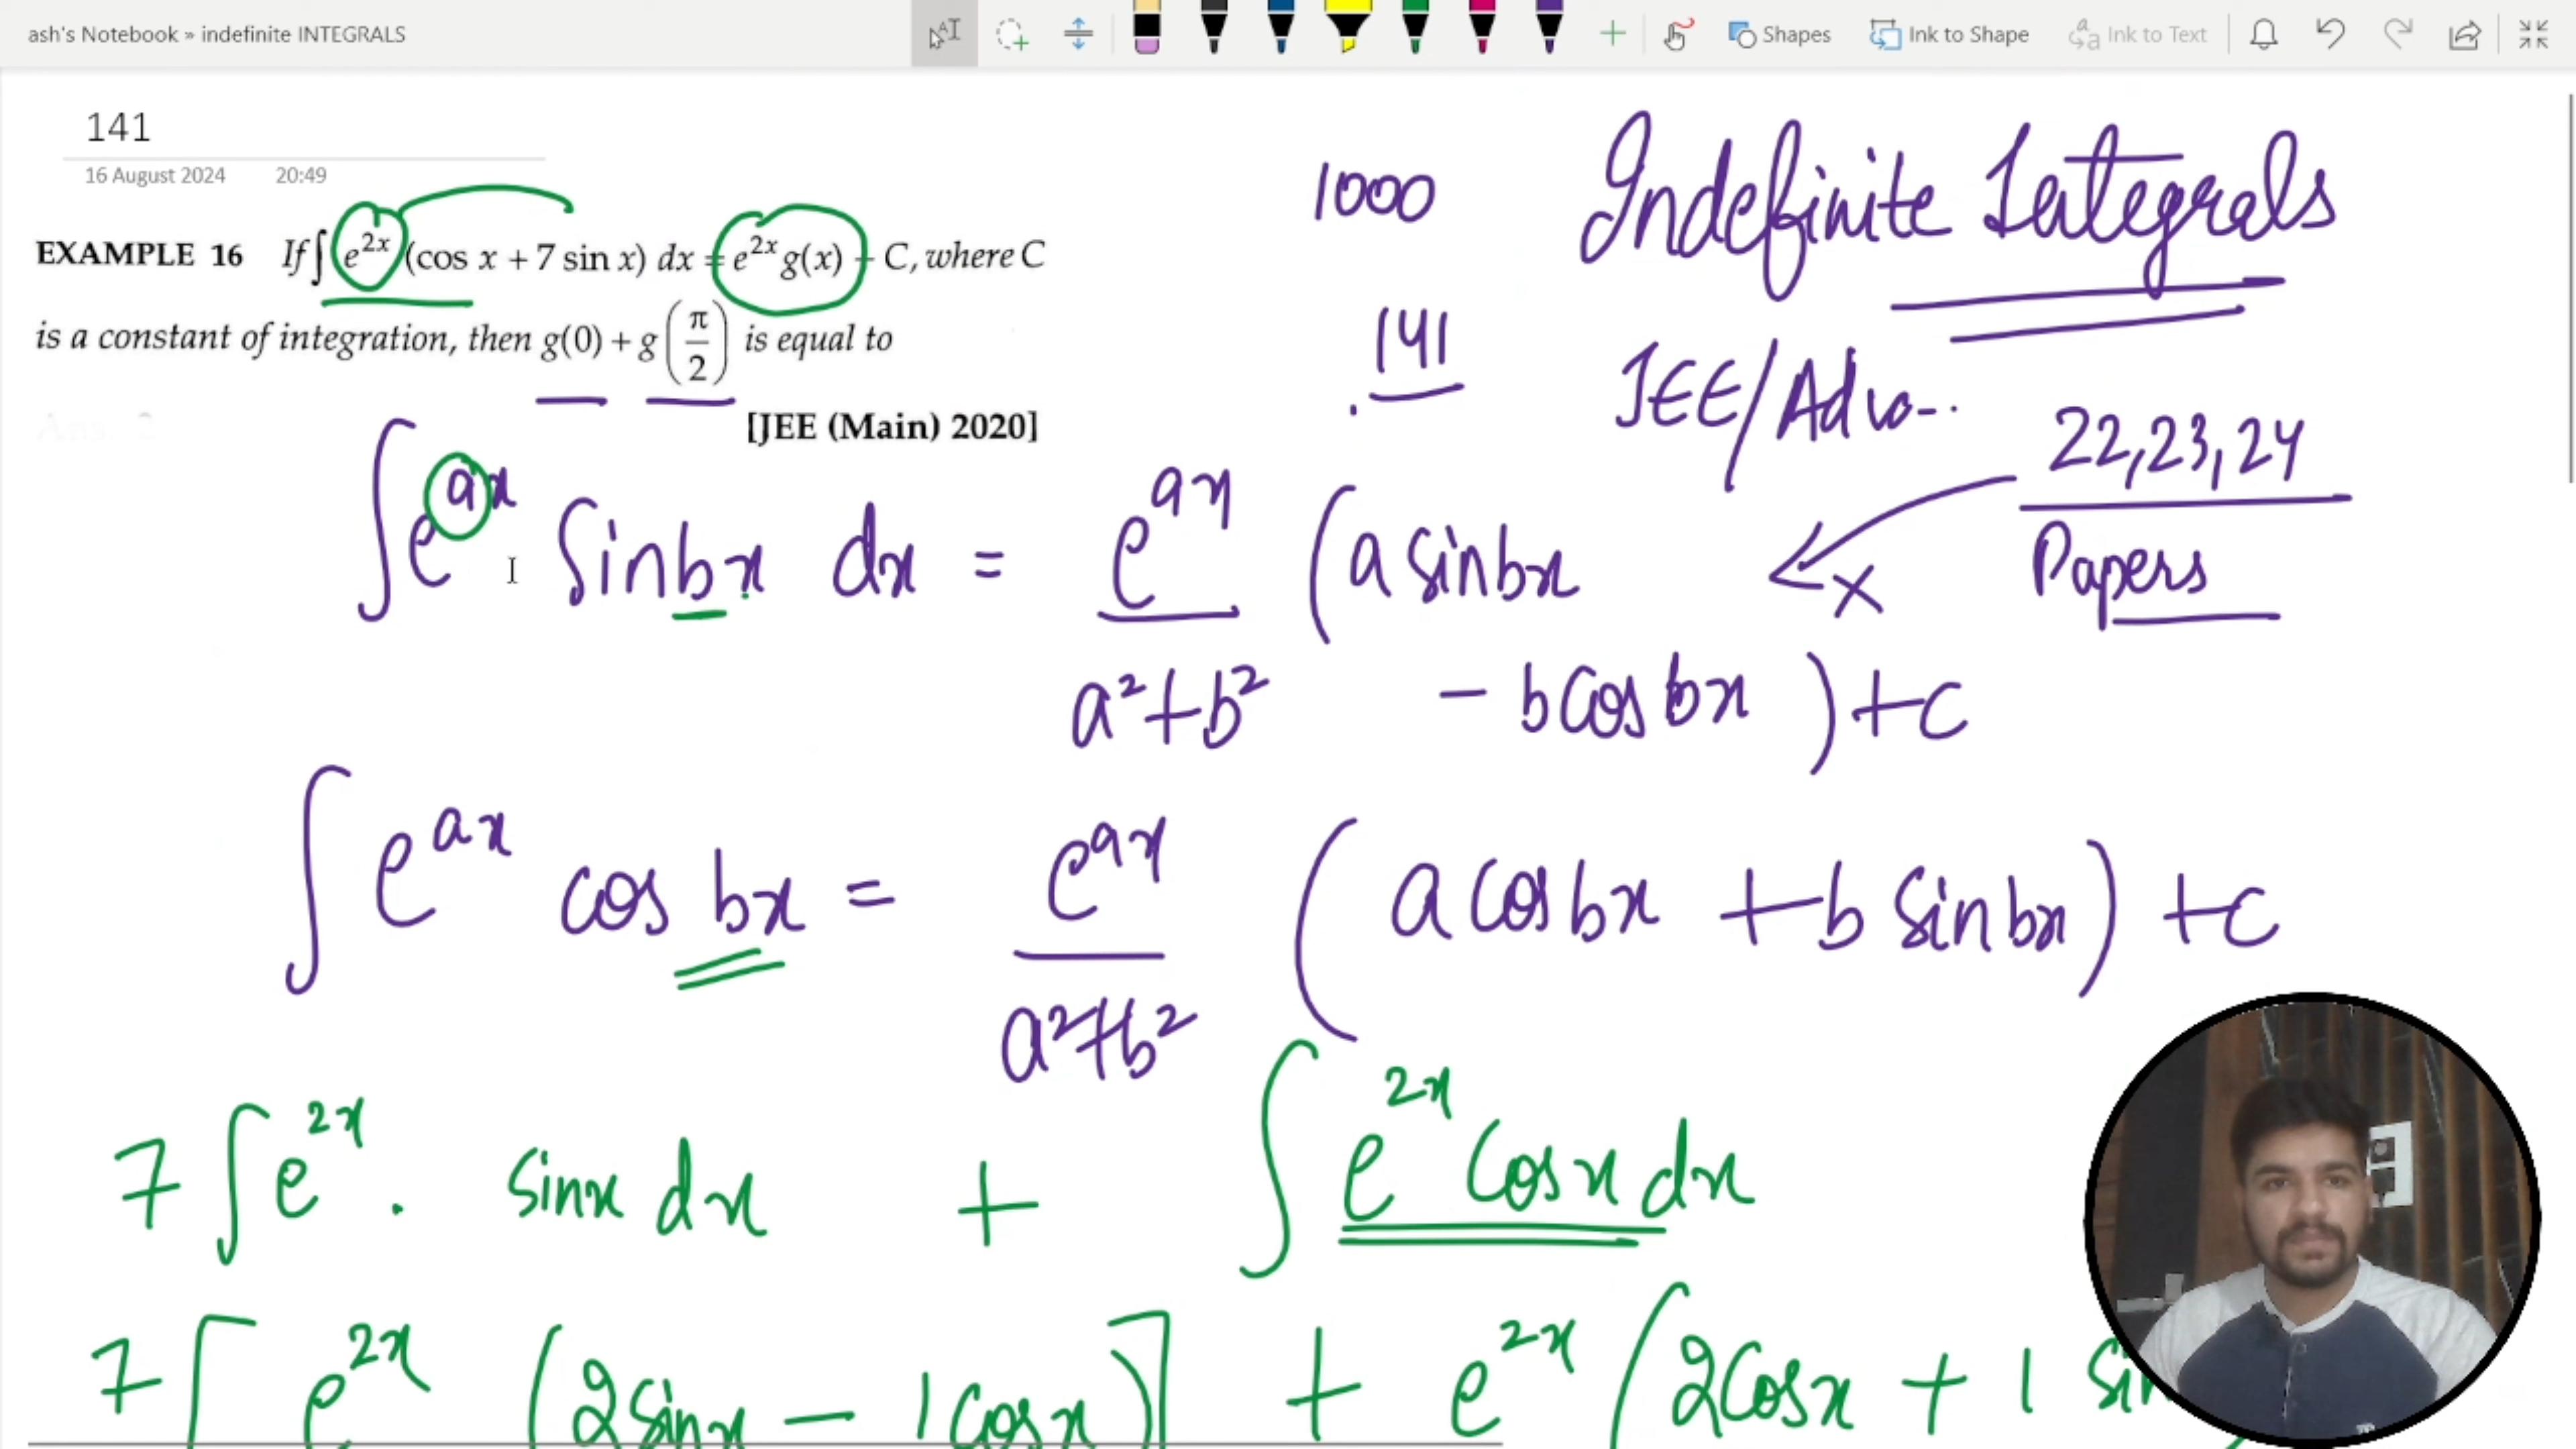 ash's Notebook » indefinite INTEGRALS
Shapes
Ink to Shape
Ink to Text
141
16 August 2024 20:49
EXAMPLE 16 If ∫ e^{2x} (cos x + 7 sin x) dx = e^{2x} g(x) + C, where C
is a constant of integration, then g(0) + g(π/2) is equal to
Ans. 2
[JEE (Main) 2020]
1000
Indefinite Integrals
141
JEE/Adva-..
22,23,24
Papers
x
∫ e^{ax} sin bx dx = e^{ax}/(a²+b²) (a sin bx
- b cos bx) + c
∫ e^{ax} cos bx = e^{ax}/(a²+b²) (a cos bx + b sin bx) + c
7 ∫ e^{2x} . sin x dx + ∫ e^{2x} cos x dx
7 [ e^{2x} (2 sin x - 1 cos x) ] + e^{2x} (2 cos x + 1